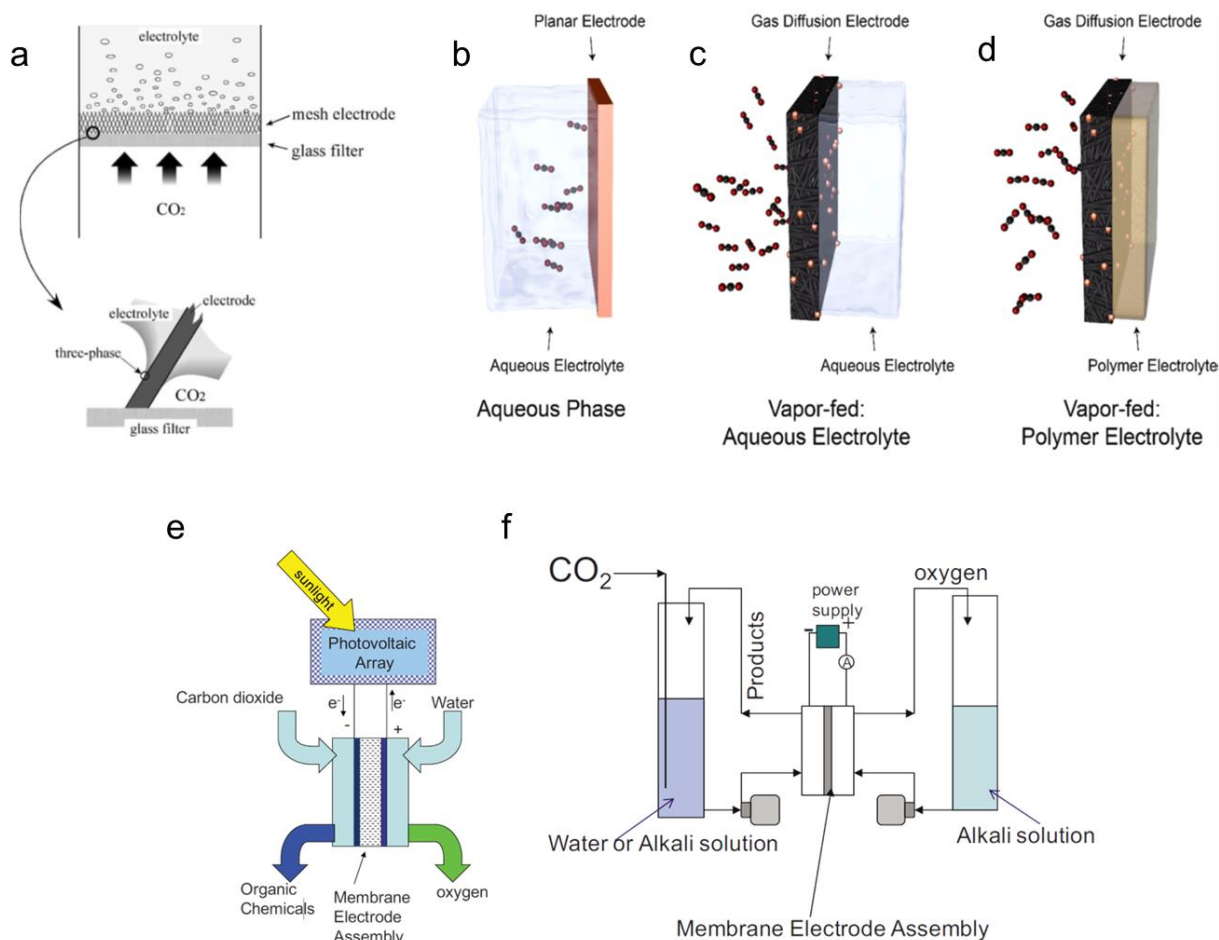 a
electrolyte
mesh electrode
glass filter
CO₂
electrode
electrolyte
three-phase
CO₂
glass filter
b
Planar Electrode
Aqueous Electrolyte
Aqueous Phase
c
Gas Diffusion Electrode
Aqueous Electrolyte
Vapor-fed:
Aqueous Electrolyte
d
Gas Diffusion Electrode
Polymer Electrolyte
Vapor-fed:
Polymer Electrolyte
e
sunlight
Photovoltaic
Array
Carbon dioxide
e⁻
e⁻
Water
-
+
Organic
Chemicals
Membrane
Electrode
Assembly
oxygen
f
CO₂
Products
power
supply
-
+
A
oxygen
Water or Alkali solution
Alkali solution
Membrane Electrode Assembly